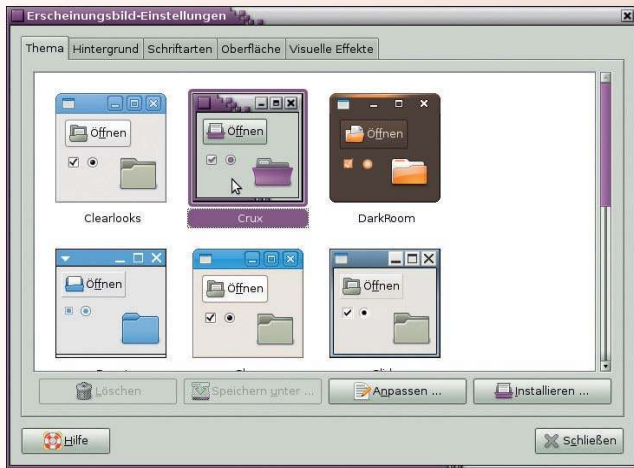 Erscheinungsbild-Einstellungen
Thema Hintergrund Schriftarten Oberfläche Visuelle Effekte
Öffnen Öffnen Öffnen
Clearlooks Crux DarkRoom
Öffnen Öffnen Öffnen
Löschen Speichern unter ... Anpassen ... Installieren ...
Hilfe Schließen